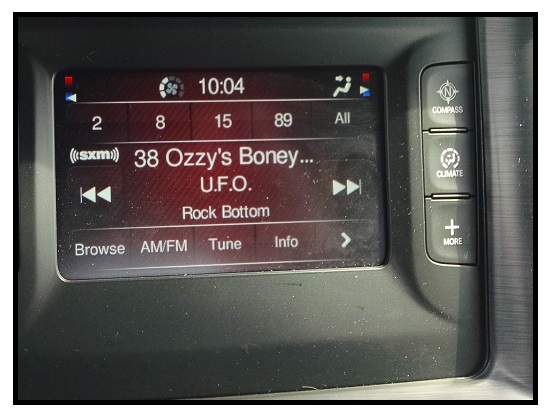 10:04
2 8 15 89 All
((sxm)) 38 Ozzy's Boney...
U.F.O.
Rock Bottom
Browse AM/FM Tune Info
N
COMPASS
CLIMATE
+
MORE